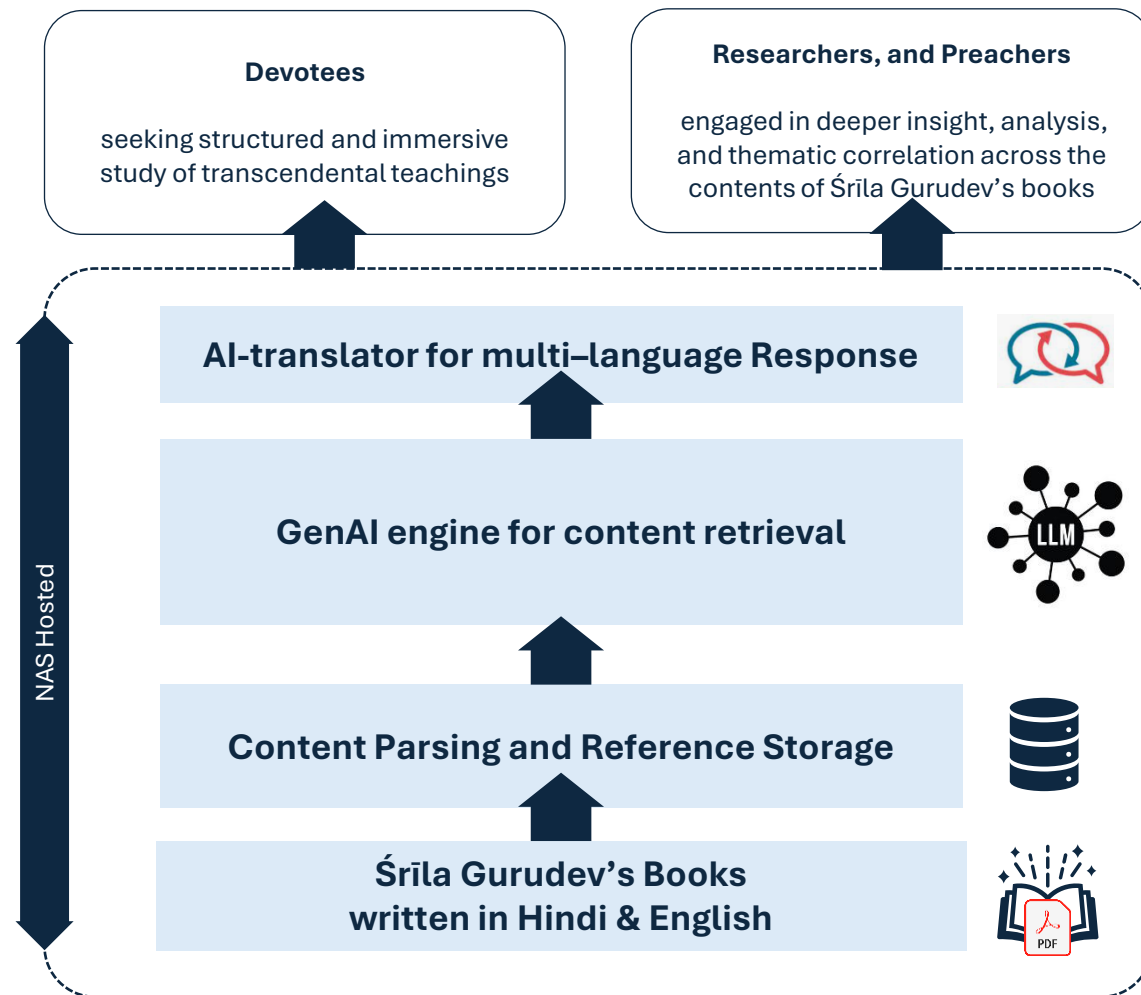 Devotees
seeking structured and immersive
study of transcendental teachings
Researchers, and Preachers
engaged in deeper insight, analysis,
and thematic correlation across the
contents of Śrīla Gurudev’s books
NAS Hosted
AI-translator for multi–language Response
GenAI engine for content retrieval
LLM
Content Parsing and Reference Storage
Śrīla Gurudev’s Books
written in Hindi & English
PDF